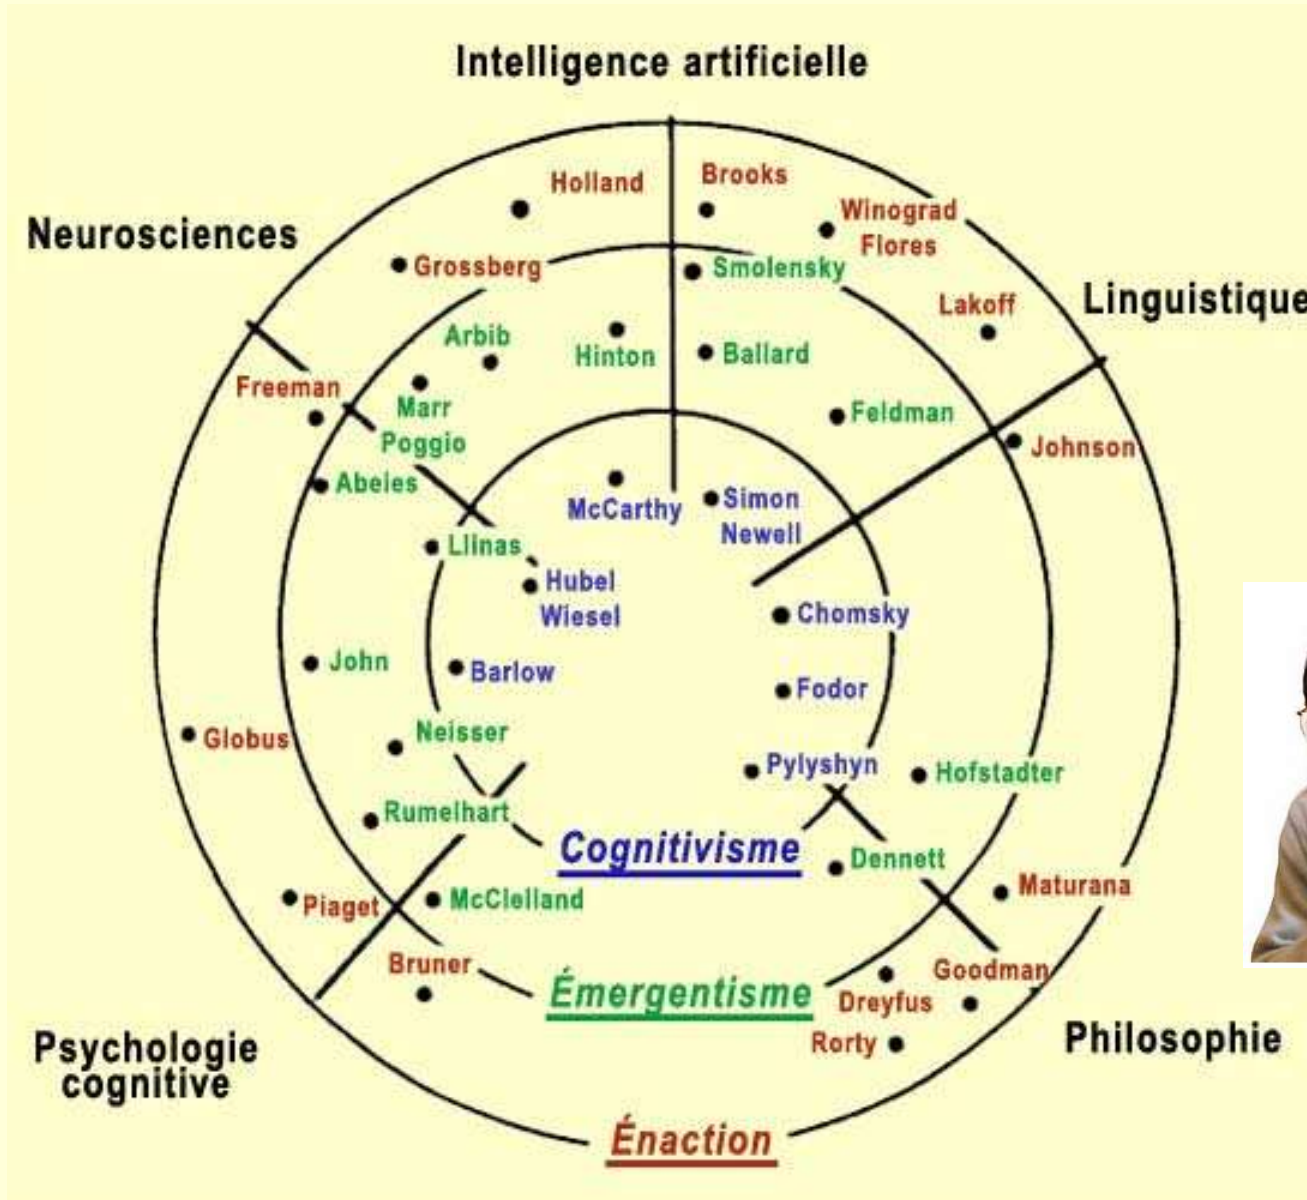 Intelligence artificielle
Holland
Brooks
Winograd
Flores
Neurosciences
Grossberg
Smolensky
Lakoff
Linguistique
Arbib
Hinton
Ballard
Freeman
Marr
Poggio
Feldman
Johnson
Abeies
McCarthy
Simon
Newell
Llinas
Hubel
Wiesel
Chomsky
John
Barlow
Fodor
Globus
Neisser
Pylyshyn
Hofstadter
Rumelhart
Cognitivisme
Dennett
Piaget
McClelland
Maturana
Bruner
Émergentisme
Goodman
Dreyfus
Rorty
Psychologie
cognitive
Philosophie
Énaction